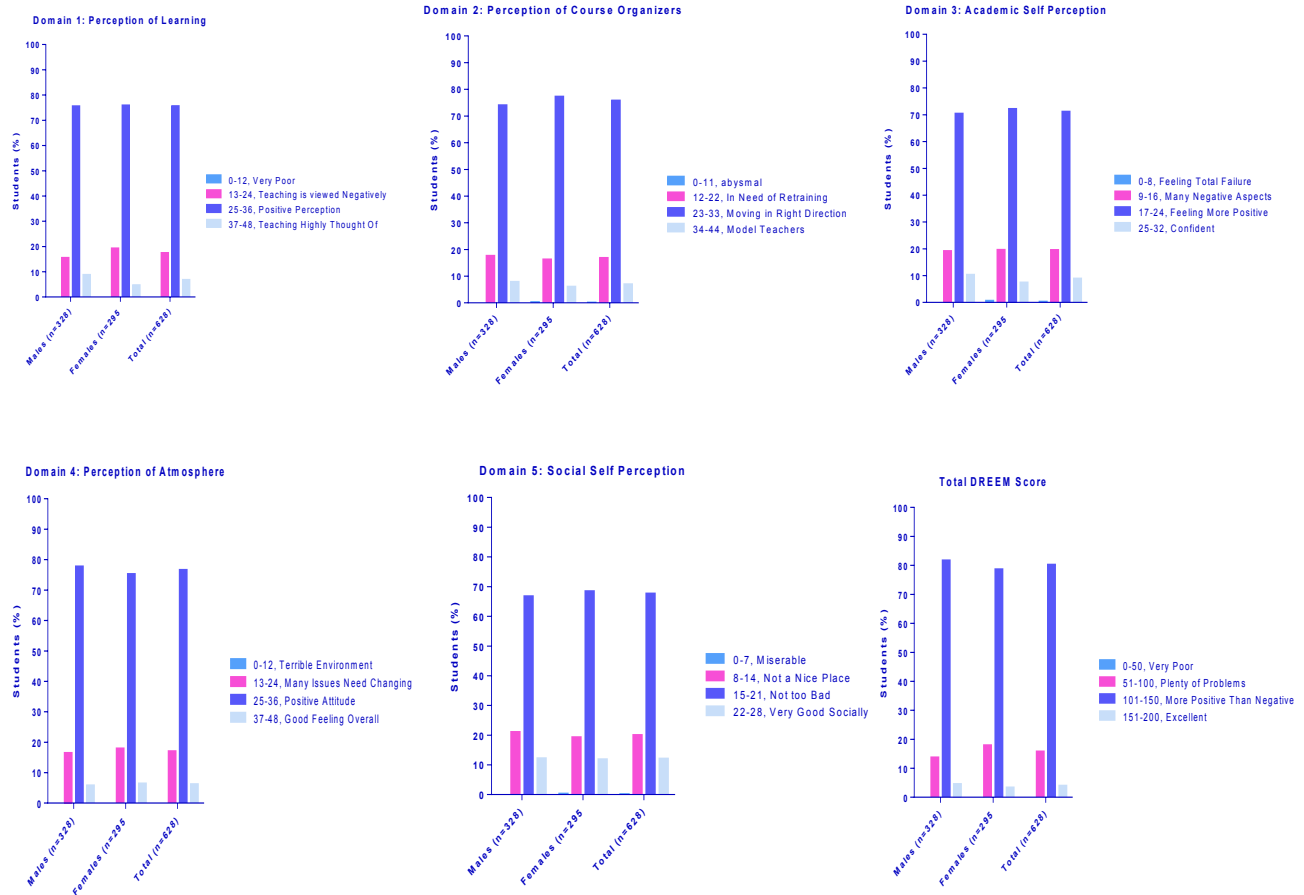 Domain 1: Perception of Learning
Students (%)
100
90
80
70
60
50
40
30
20
10
0
Males (n=328)
Females (n=295
Total (n=628)
0-12, Very Poor
13-24, Teaching is viewed Negatively
25-36, Positive Perception
37-48, Teaching Highly Thought Of
Domain 2: Perception of Course Organizers
Students (%)
100
90
80
70
60
50
40
30
20
10
0
Males (n=328)
Females (n=295
Total (n=628)
0-11, abysmal
12-22, In Need of Retraining
23-33, Moving in Right Direction
34-44, Model Teachers
Domain 3: Academic Self Perception
Students (%)
100
90
80
70
60
50
40
30
20
10
0
Males (n=328)
Females (n=295
Total (n=628)
0-8, Feeling Total Failure
9-16, Many Negative Aspects
17-24, Feeling More Positive
25-32, Confident
Domain 4: Perception of Atmosphere
Students (%)
100
90
80
70
60
50
40
30
20
10
0
Males (n=328)
Females (n=295
Total (n=628)
0-12, Terrible Environment
13-24, Many Issues Need Changing
25-36, Positive Attitude
37-48, Good Feeling Overall
Domain 5: Social Self Perception
Students (%)
100
90
80
70
60
50
40
30
20
10
0
Males (n=328)
Females (n=295
Total (n=628)
0-7, Miserable
8-14, Not a Nice Place
15-21, Not too Bad
22-28, Very Good Socially
Total DREEM Score
Students (%)
100
90
80
70
60
50
40
30
20
10
0
Males (n=328)
Females (n=295
Total (n=628)
0-50, Very Poor
51-100, Plenty of Problems
101-150, More Positive Than Negative
151-200, Excellent